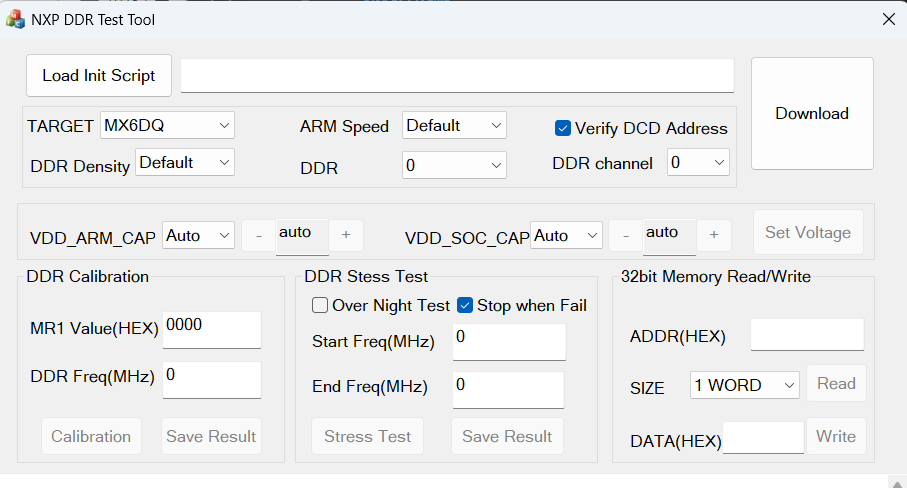 NXP DDR Test Tool
Load Init Script
Download
TARGET MX6DQ ARM Speed Default Verify DCD Address
DDR Density Default DDR 0 DDR channel 0
VDD_ARM_CAP Auto - auto + VDD_SOC_CAP Auto - auto + Set Voltage
DDR Calibration
MR1 Value(HEX) 0000
DDR Freq(MHz) 0
Calibration Save Result
DDR Stess Test
Over Night Test Stop when Fail
Start Freq(MHz) 0
End Freq(MHz) 0
Stress Test Save Result
32bit Memory Read/Write
ADDR(HEX)
SIZE 1 WORD Read
DATA(HEX) Write